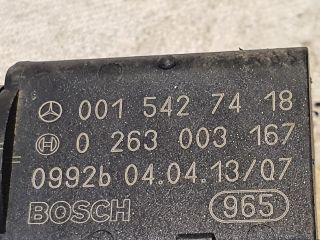 001 542 74 18
0 263 003 167
0992b 04.04.13/07
BOSCH 965